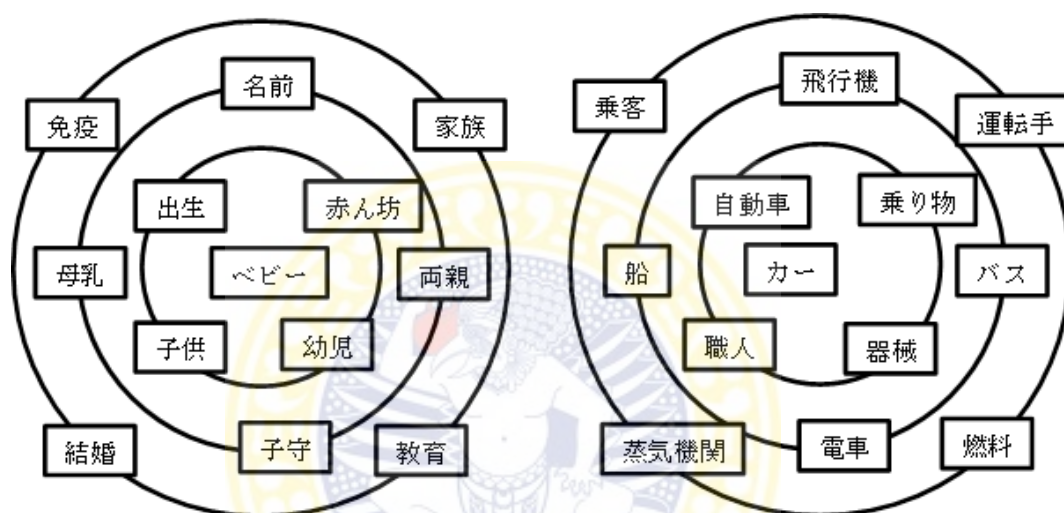 名前
免疫
家族
出生
赤ん坊
母乳
ベビー
両親
子供
幼児
結婚
子守
教育
飛行機
乗客
運転手
自動車
乗り物
船
カー
バス
職人
器械
蒸気機関
電車
燃料